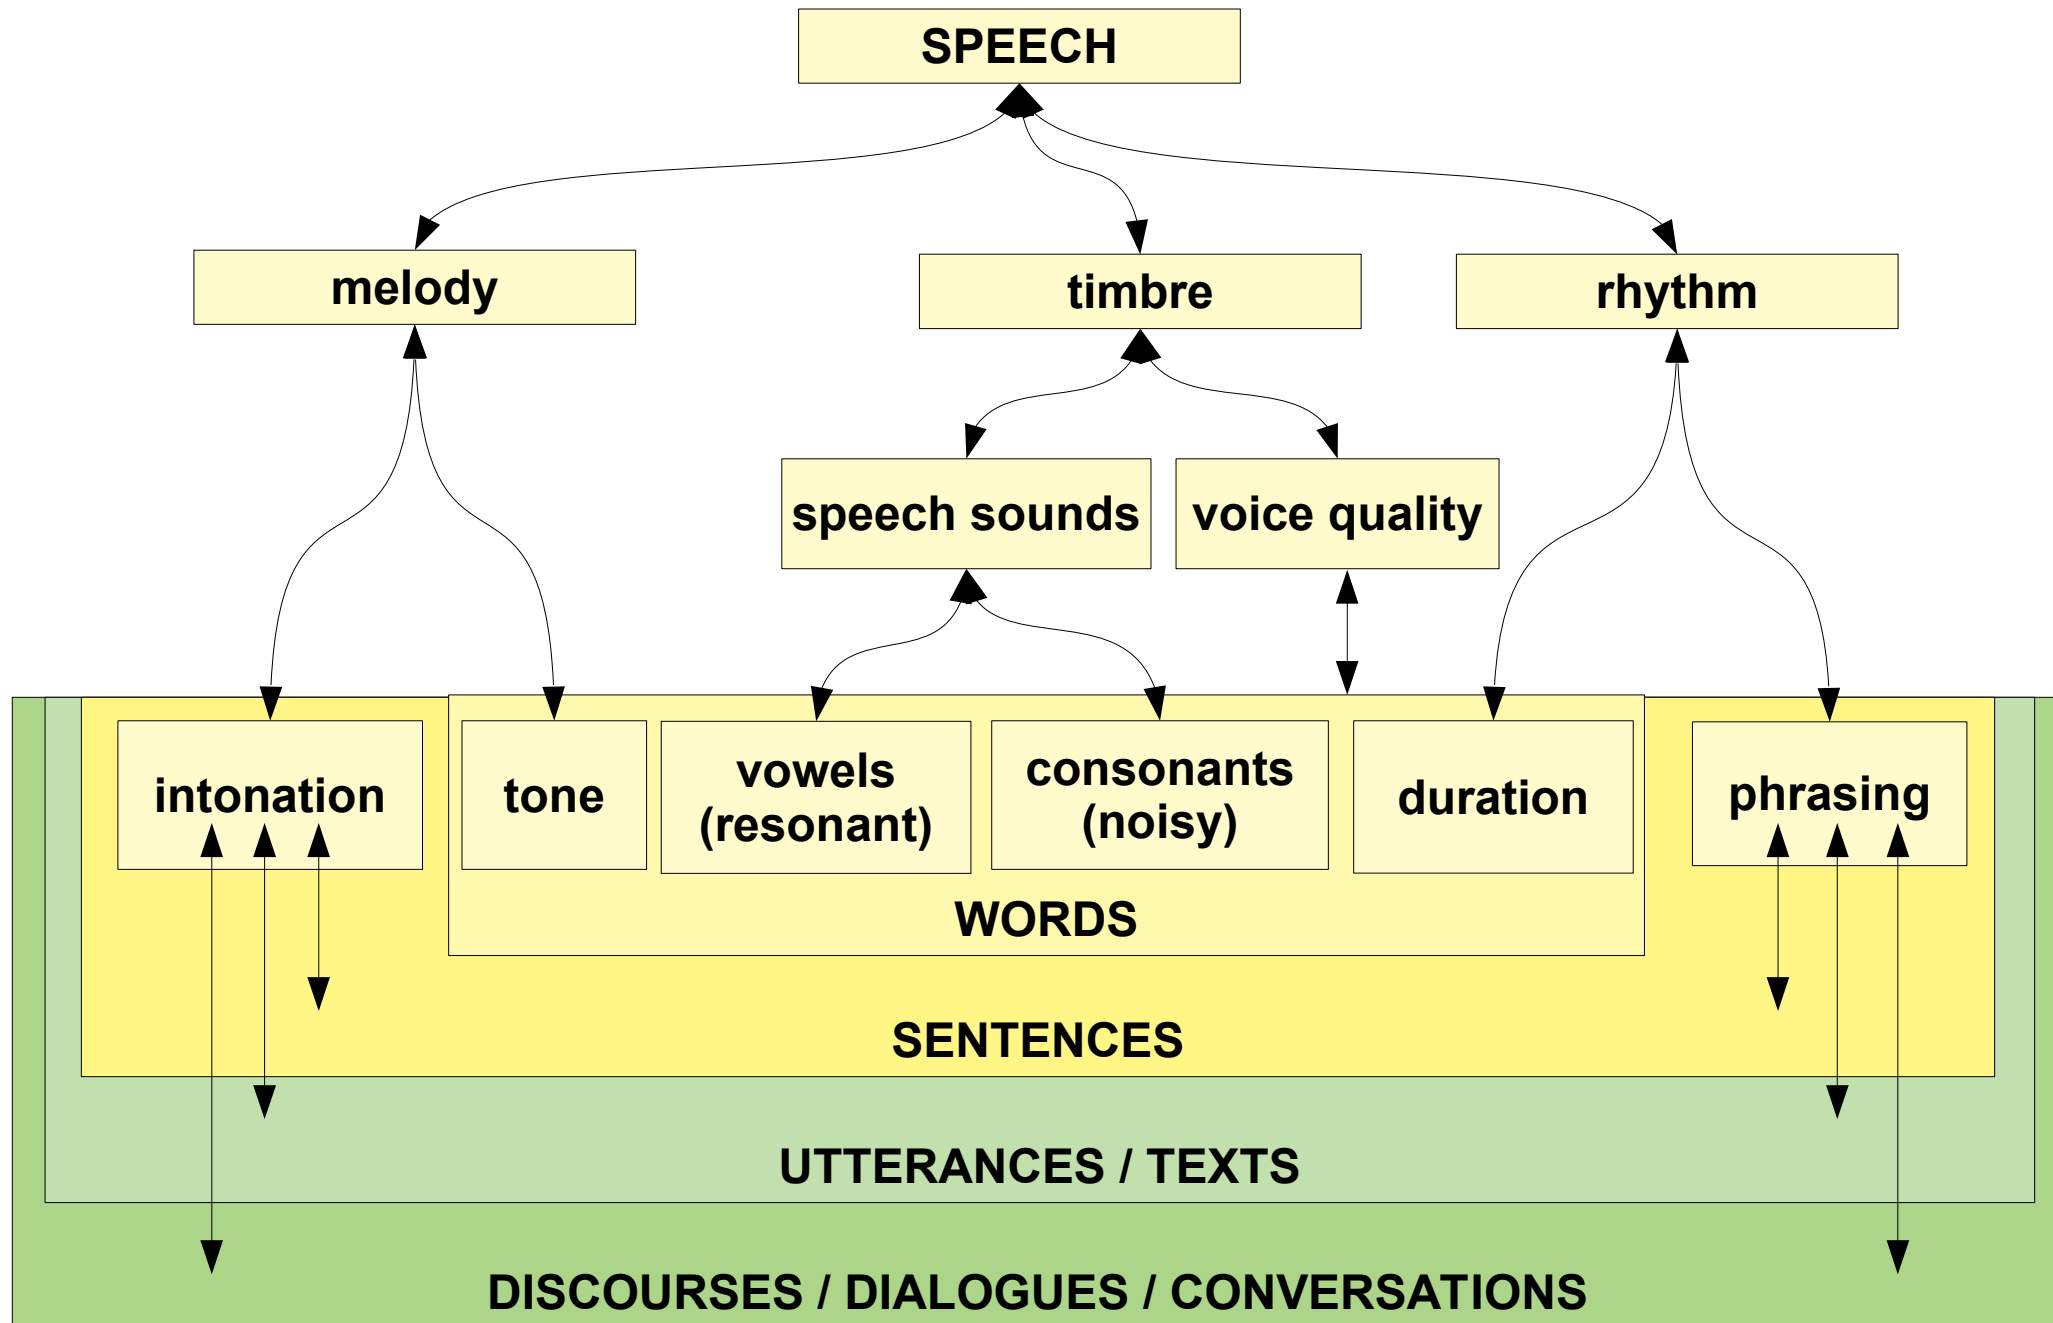 SPEECH
melody
timbre
rhythm
speech sounds
voice quality
intonation
tone
vowels
(resonant)
consonants
(noisy)
duration
phrasing
WORDS
SENTENCES
UTTERANCES / TEXTS
DISCOURSES / DIALOGUES / CONVERSATIONS